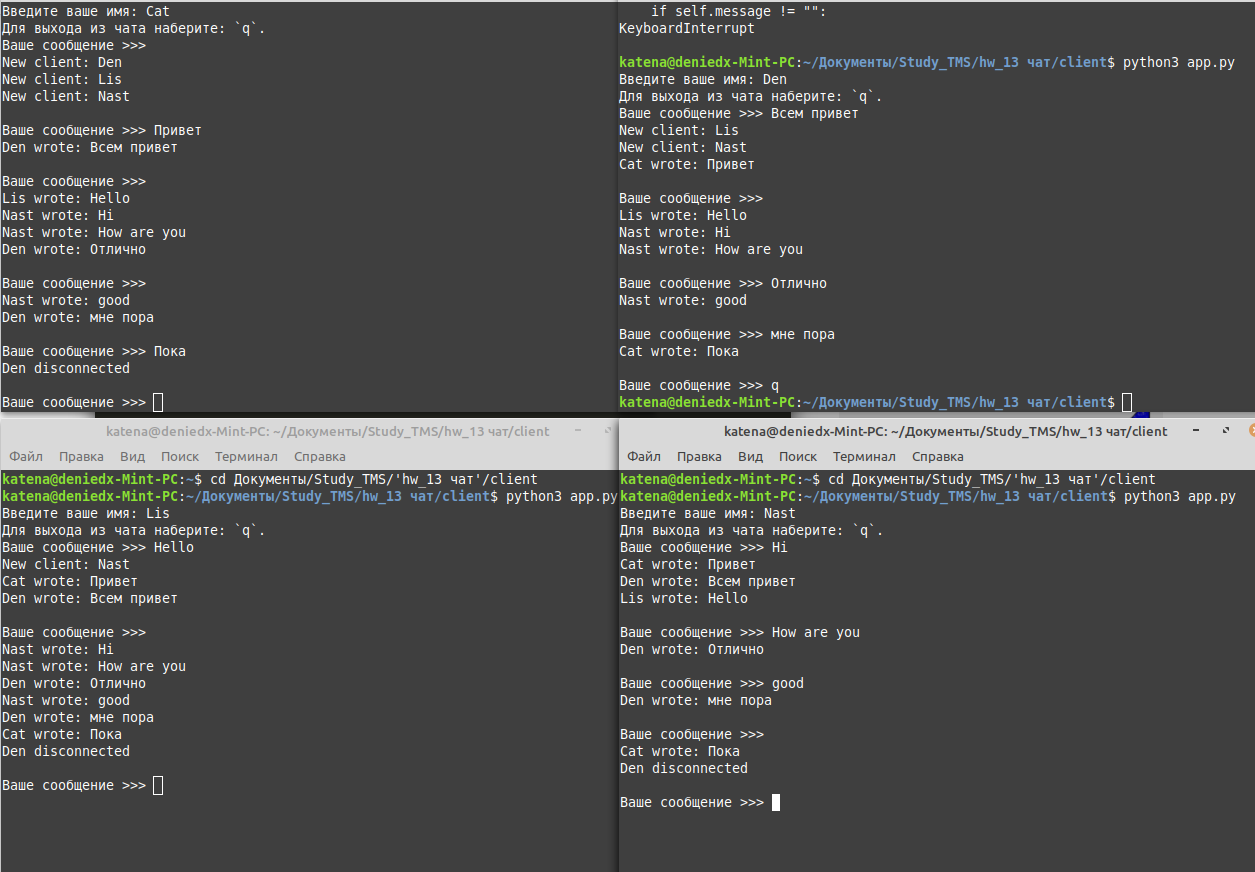 Введите ваше имя: Cat
Для выхода из чата наберите: `q`.
Ваше сообщение >>>
New client: Den
New client: Lis
New client: Nast
Ваше сообщение >>> Привет
Den wrote: Всем привет
Ваше сообщение >>>
Lis wrote: Hello
Nast wrote: Hi
Nast wrote: How are you
Den wrote: Отлично
Ваше сообщение >>>
Nast wrote: good
Den wrote: мне пора
Ваше сообщение >>> Пока
Den disconnected
Ваше сообщение >>>
if self.message != "":
KeyboardInterrupt
katena@deniedx-Mint-PC:~/Документы/Study_TMS/hw_13 чат/client$ python3 app.py
Введите ваше имя: Den
Для выхода из чата наберите: `q`.
Ваше сообщение >>> Всем привет
New client: Lis
New client: Nast
Cat wrote: Привет
Ваше сообщение >>>
Lis wrote: Hello
Nast wrote: Hi
Nast wrote: How are you
Ваше сообщение >>> Отлично
Nast wrote: good
Ваше сообщение >>> мне пора
Cat wrote: Пока
Ваше сообщение >>> q
katena@deniedx-Mint-PC:~/Документы/Study_TMS/hw_13 чат/client$
katena@deniedx-Mint-PC: ~/Документы/Study_TMS/hw_13 чат/client
Файл Правка Вид Поиск Терминал Справка
katena@deniedx-Mint-PC:~$ cd Документы/Study_TMS/'hw_13 чат'/client
katena@deniedx-Mint-PC:~/Документы/Study_TMS/hw_13 чат/client$ python3 app.py
Введите ваше имя: Lis
Для выхода из чата наберите: `q`.
Ваше сообщение >>> Hello
New client: Nast
Cat wrote: Привет
Den wrote: Всем привет
Ваше сообщение >>>
Nast wrote: Hi
Nast wrote: How are you
Den wrote: Отлично
Nast wrote: good
Den wrote: мне пора
Cat wrote: Пока
Den disconnected
Ваше сообщение >>>
katena@deniedx-Mint-PC: ~/Документы/Study_TMS/hw_13 чат/client
Файл Правка Вид Поиск Терминал Справка
katena@deniedx-Mint-PC:~$ cd Документы/Study_TMS/'hw_13 чат'/client
katena@deniedx-Mint-PC:~/Документы/Study_TMS/hw_13 чат/client$ python3 app.py
Введите ваше имя: Nast
Для выхода из чата наберите: `q`.
Ваше сообщение >>> Hi
Cat wrote: Привет
Den wrote: Всем привет
Lis wrote: Hello
Ваше сообщение >>> How are you
Den wrote: Отлично
Ваше сообщение >>> good
Den wrote: мне пора
Ваше сообщение >>>
Cat wrote: Пока
Den disconnected
Ваше сообщение >>>